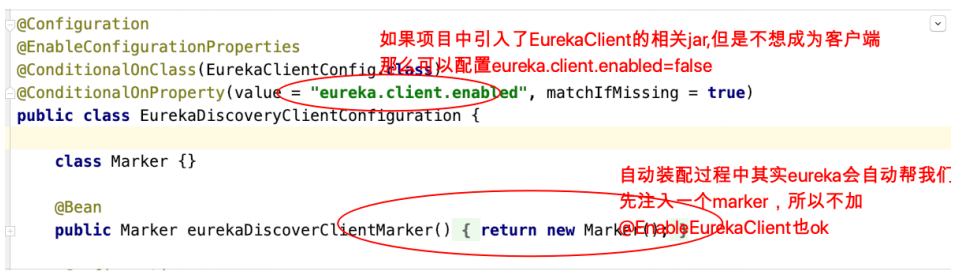 @Configuration
@EnableConfigurationProperties
如果项目中引入了EurekaClient的相关jar,但是不想成为客户端
@ConditionalOnClass(EurekaClientConfig.class)
那么可以配置eureka.client.enabled=false
@ConditionalOnProperty(value = "eureka.client.enabled", matchIfMissing = true)
public class EurekaDiscoveryClientConfiguration {
class Marker {}
自动装配过程中其实eureka会自动帮我们
@Bean
先注入一个marker，所以不加
public Marker eurekaDiscoverClientMarker() { return new Marker(); }
@EnableEurekaClient也ok